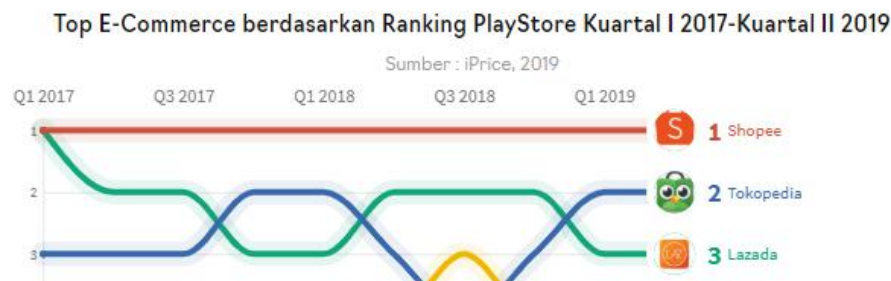 Top E-Commerce berdasarkan Ranking PlayStore Kuartal I 2017-Kuartal II 2019
Sumber : iPrice, 2019
Q1 2017 Q3 2017 Q1 2018 Q3 2018 Q1 2019
1
S
1 Shopee
2
2 Tokopedia
3
3 Lazada